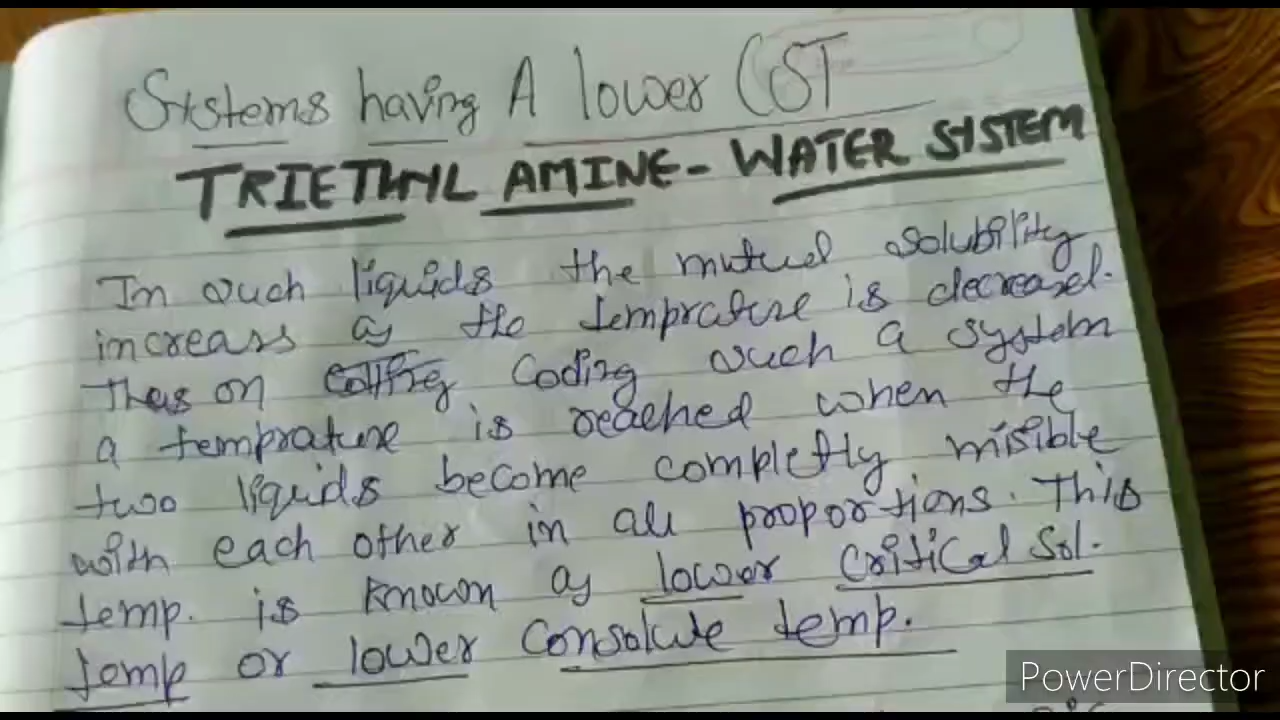 Systems having A lower CST
TRIETHYL AMINE - WATER SYSTEM
In such liquids the mutual solubility
increass as the temprature is decreased.
Thus on cooling such a system
a temprature is reached when the
two liquids become completly misible
with each other in all proportions. This
temp. is known as lower critical Sol.
temp or lower consolute temp.
PowerDirector